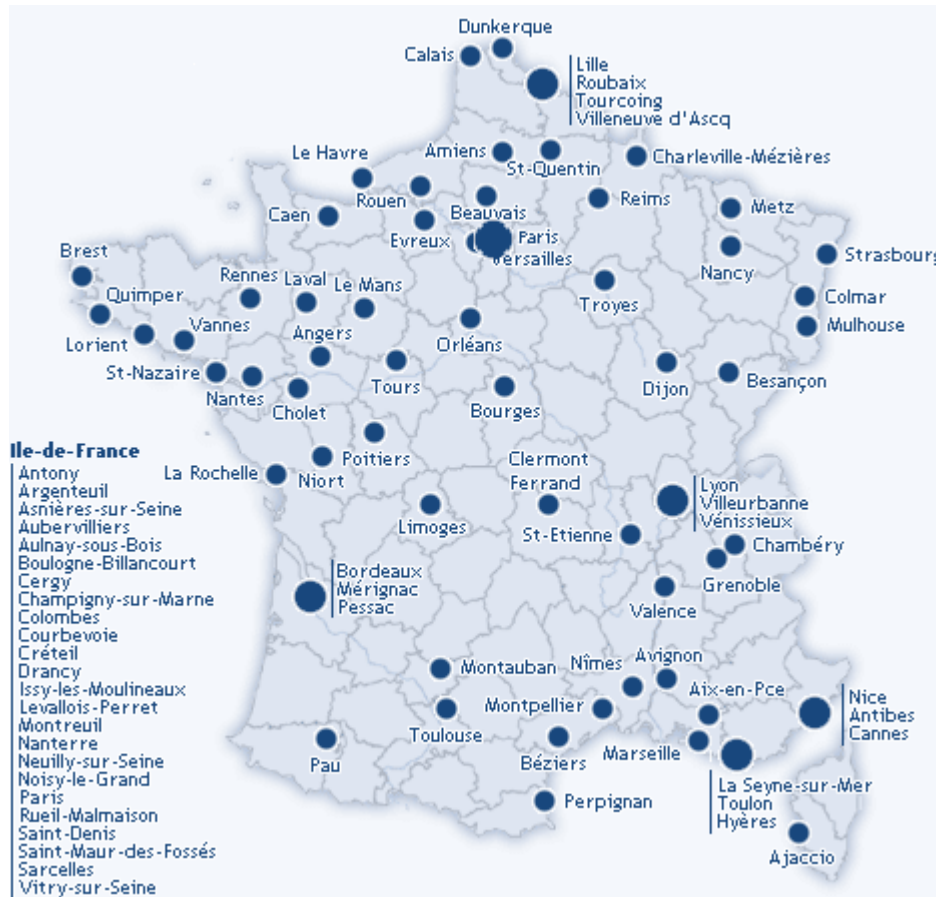 Dunkerque
Calais
Lille
Roubaix
Tourcoing
Villeneuve d'Ascq
Le Havre
Amiens
St-Quentin
Charleville-Mézières
Rouen
Beauvais
Reims
Metz
Caen
Evreux
Paris
Versailles
Nancy
Strasbourg
Brest
Quimper
Rennes
Laval
Le Mans
Troyes
Colmar
Lorient
Vannes
Angers
Orléans
Mulhouse
St-Nazaire
Nantes
Cholet
Tours
Bourges
Dijon
Besançon
Ile-de-France
Antony
Argenteuil
Asnières-sur-Seine
Aubervilliers
Aulnay-sous-Bois
Boulogne-Billancourt
Cergy
Champigny-sur-Marne
Colombes
Courbevoie
Créteil
Drancy
Issy-les-Moulineaux
Levallois-Perret
Montreuil
Nanterre
Neuilly-sur-Seine
Noisy-le-Grand
Paris
Rueil-Malmaison
Saint-Denis
Saint-Maur-des-Fossés
Sarcelles
Vitry-sur-Seine
La Rochelle
Niort
Poitiers
Clermont
Ferrand
Limoges
St-Etienne
Lyon
Villeurbanne
Vénissieux
Chambéry
Grenoble
Valence
Bordeaux
Mérignac
Pessac
Montauban
Nîmes
Avignon
Aix-en-Pce
Nice
Antibes
Cannes
Toulouse
Montpellier
Pau
Béziers
Marseille
La Seyne-sur-Mer
Toulon
Hyères
Perpignan
Ajaccio